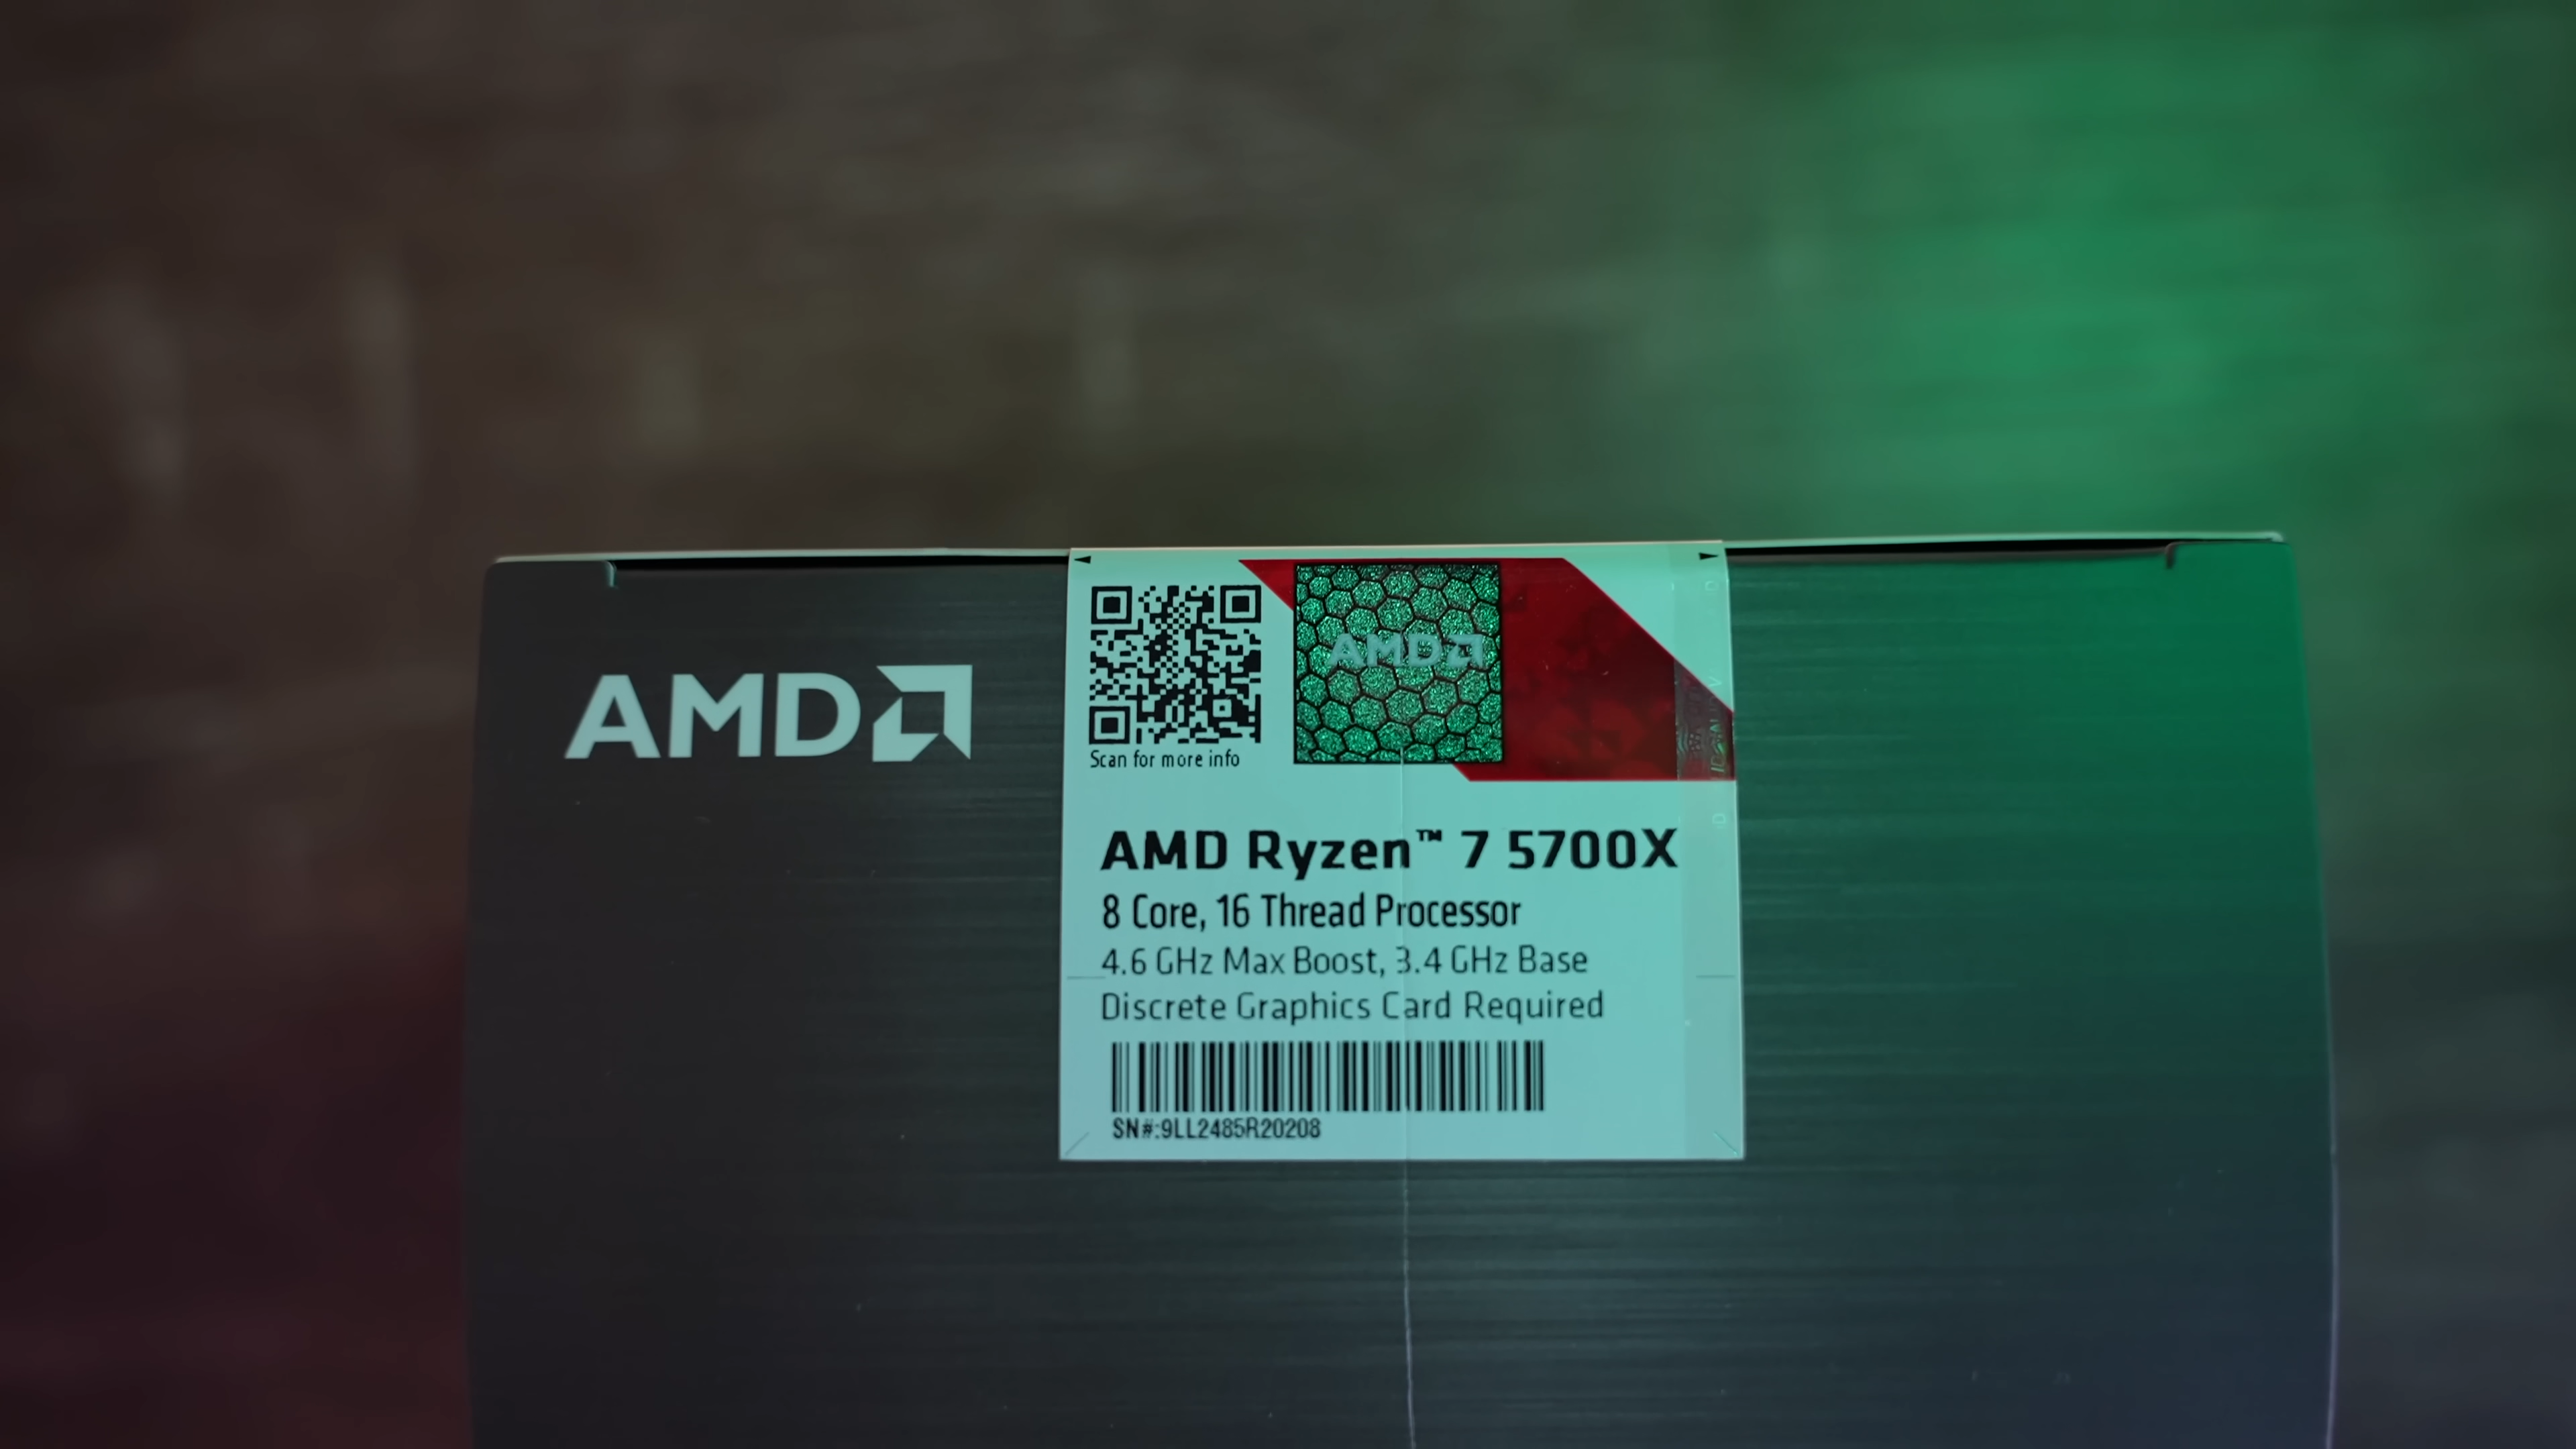 AMD
Scan for more info
AMD
AMD Ryzen™ 7 5700X
8 Core, 16 Thread Processor
4.6 GHz Max Boost, 3.4 GHz Base
Discrete Graphics Card Required
SN#:9LL2485R20208